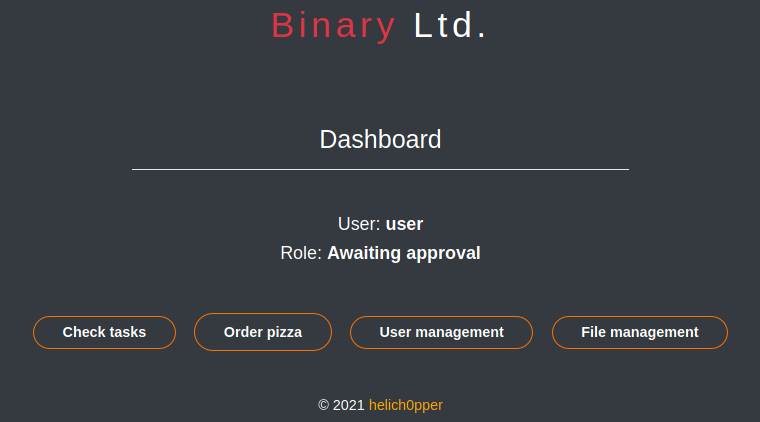 Binary Ltd.
Dashboard
User: user
Role: Awaiting approval
Check tasks Order pizza User management File management
© 2021 helich0pper